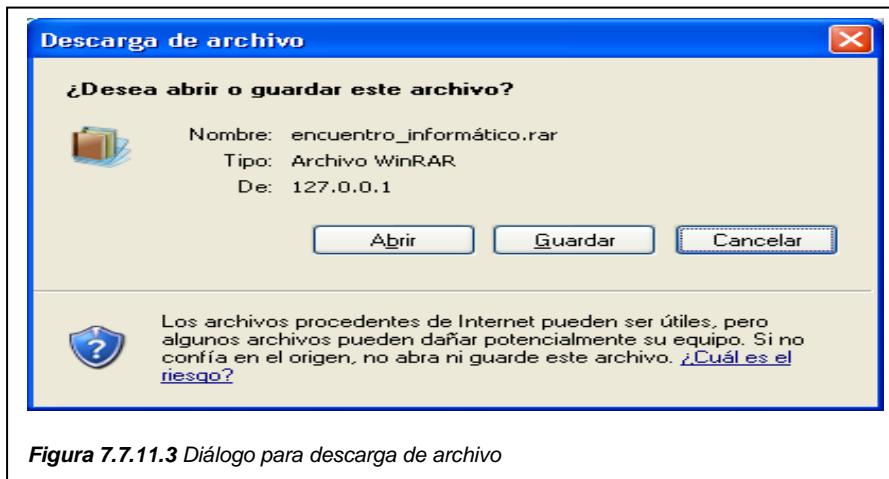 Descarga de archivo
¿Desea abrir o guardar este archivo?
Nombre: encuentro_informático.rar
Tipo: Archivo WinRAR
De: 127.0.0.1
Abrir Guardar Cancelar
Los archivos procedentes de Internet pueden ser útiles, pero
algunos archivos pueden dañar potencialmente su equipo. Si no
confía en el origen, no abra ni guarde este archivo. ¿Cuál es el
riesgo?
Figura 7.7.11.3 Diálogo para descarga de archivo